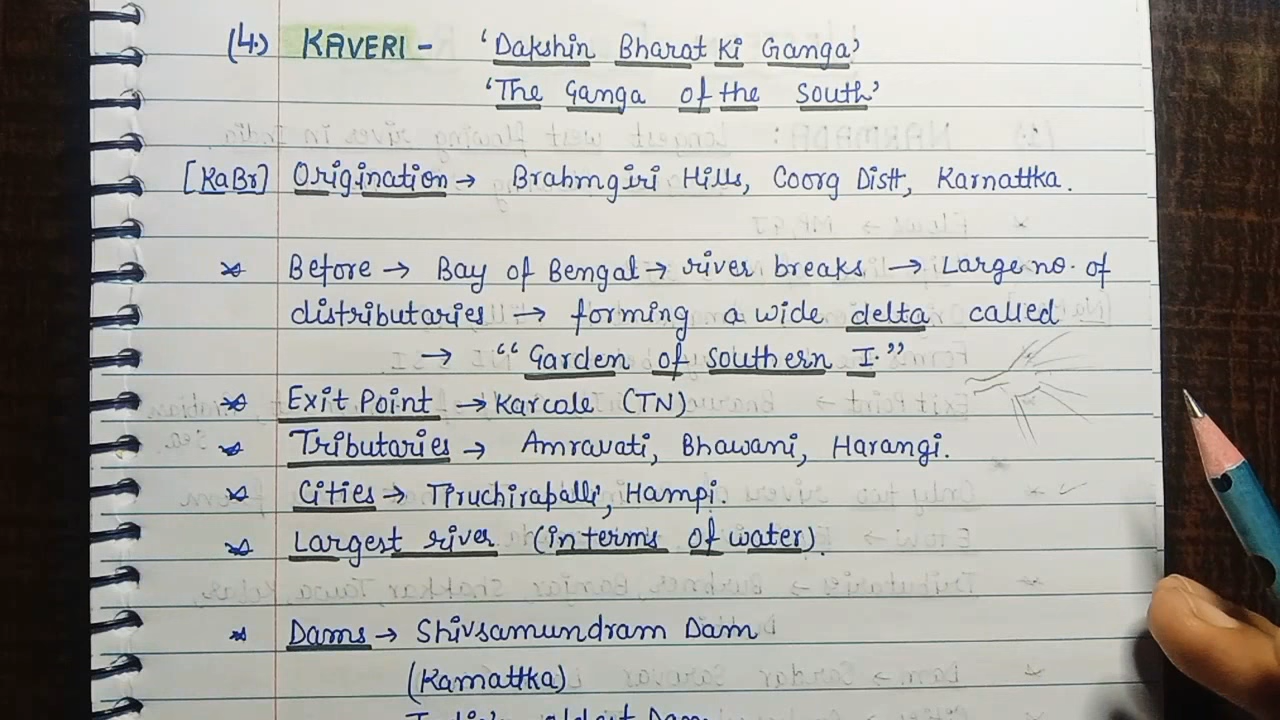 (4.) KAVERI - 'Dakshin Bharat Ki Ganga'
'The Ganga of the South'
[KaBr] Origination → Brahmgiri Hills, Coorg Distt, Karnattka.
* Before → Bay of Bengal → river breaks → Large no. of
distributaries → forming a wide delta called
→ "Garden of southern I."
* Exit Point → Karcale (TN)
* Tributaries → Amravati, Bhawani, Harangi.
* Cities → Tiruchirapalli, Hampi.
* Largest river (in terms of water).
* Dams → Shivsamundram Dam
(Karnattka)